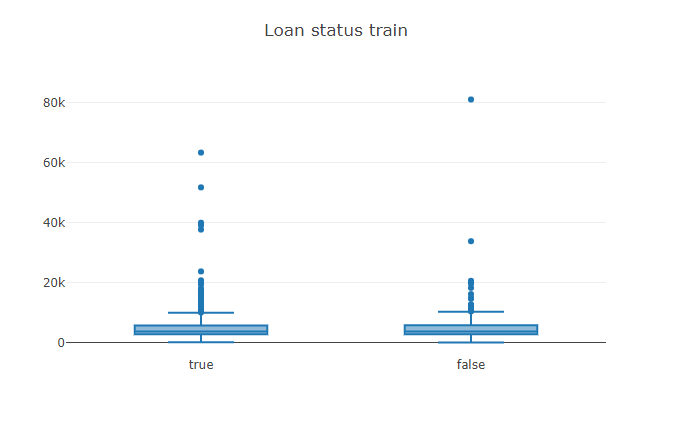 Loan status train
80k
60k
40k
20k
0
true false